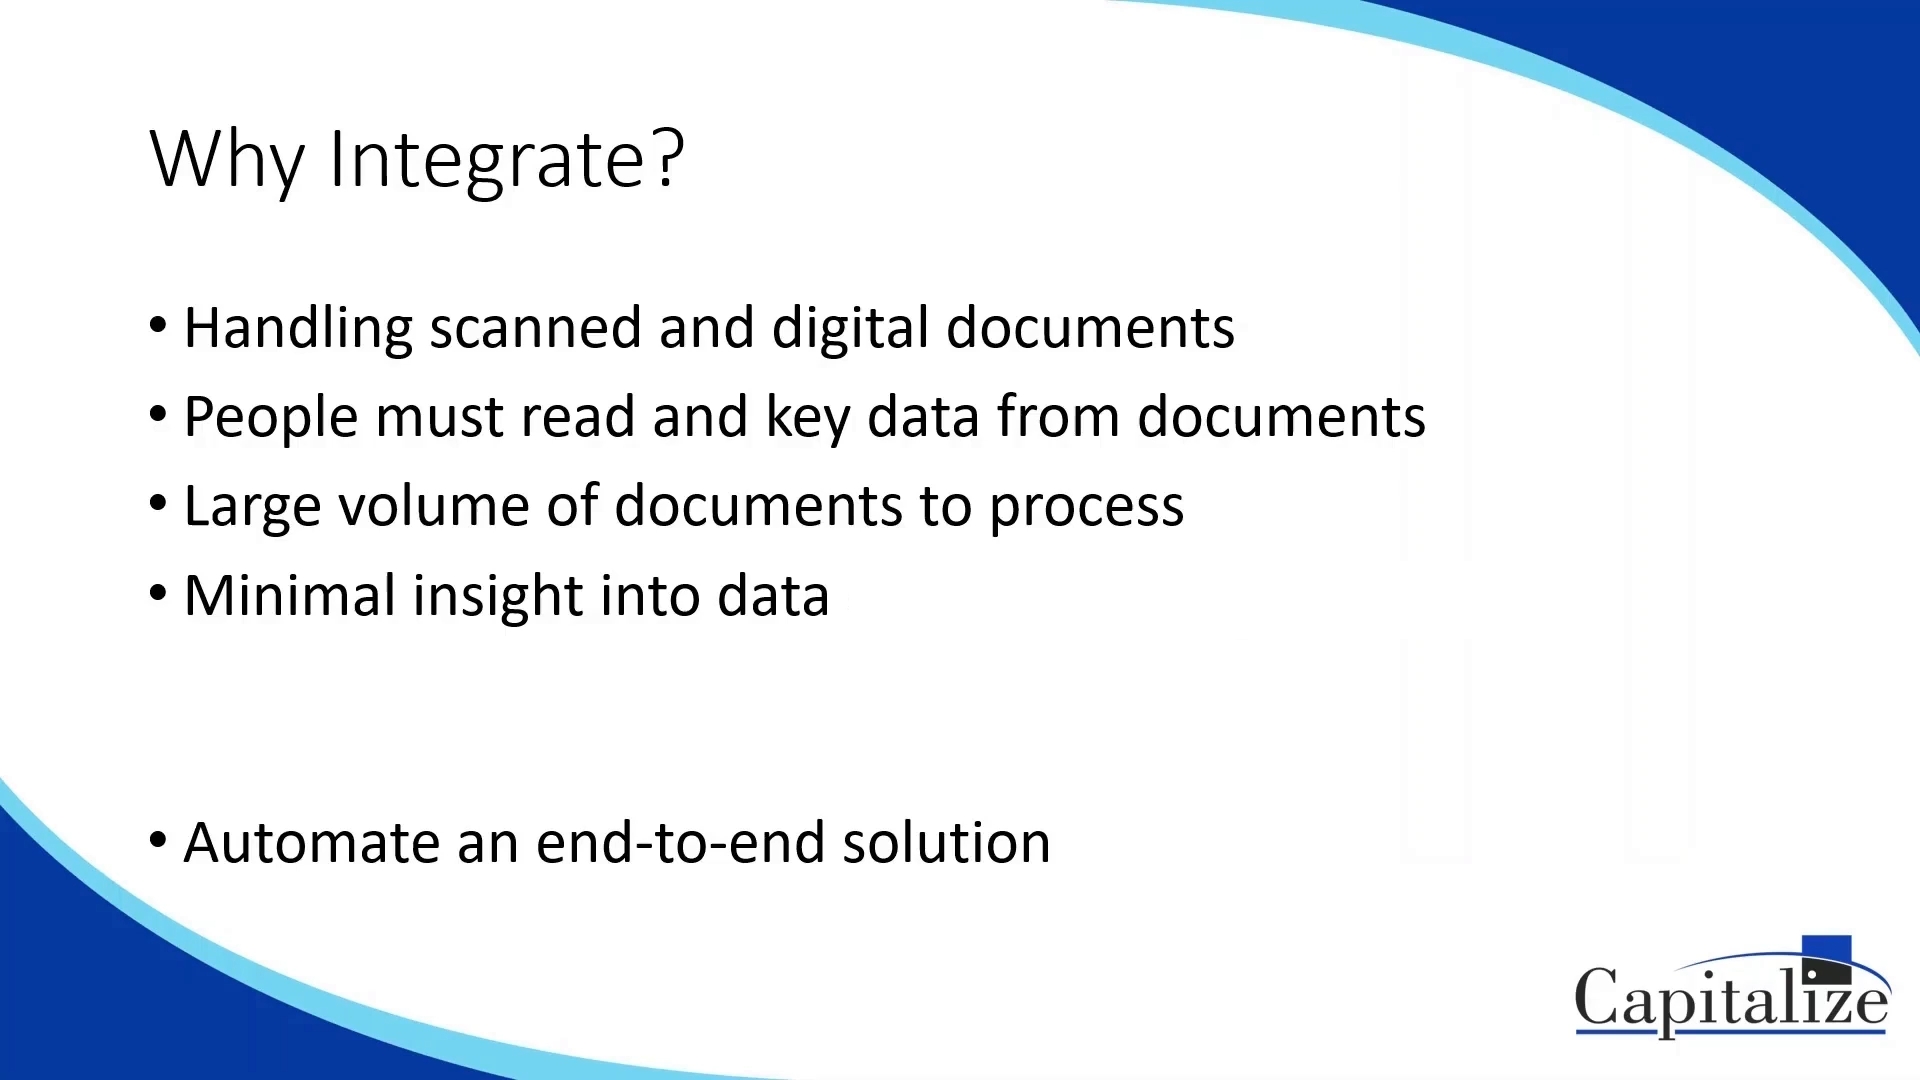 Why Integrate?
• Handling scanned and digital documents
• People must read and key data from documents
• Large volume of documents to process
• Minimal insight into data
• Automate an end-to-end solution
Capitalize